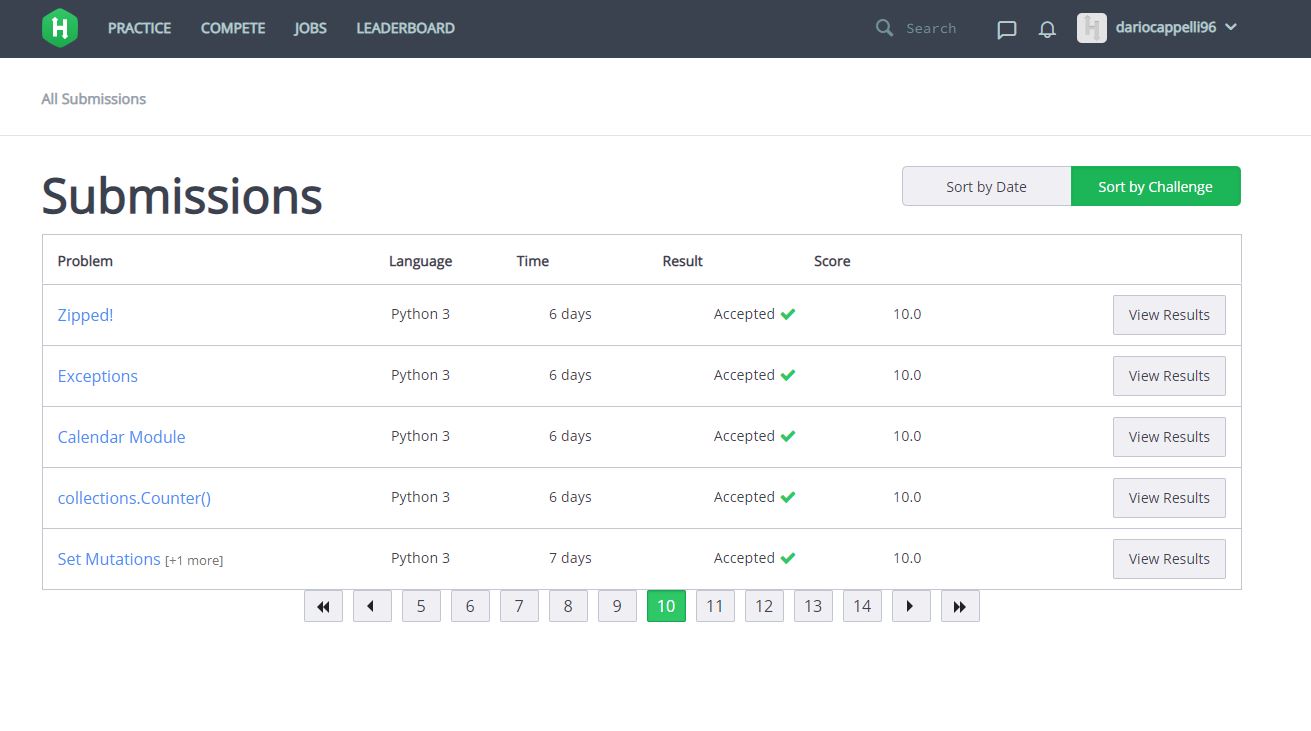 H PRACTICE COMPETE JOBS LEADERBOARD Search dariocappelli96
All Submissions
Submissions Sort by Date Sort by Challenge
Problem Language Time Result Score
Zipped! Python 3 6 days Accepted 10.0 View Results
Exceptions Python 3 6 days Accepted 10.0 View Results
Calendar Module Python 3 6 days Accepted 10.0 View Results
collections.Counter() Python 3 6 days Accepted 10.0 View Results
Set Mutations [+1 more] Python 3 7 days Accepted 10.0 View Results
5 6 7 8 9 10 11 12 13 14